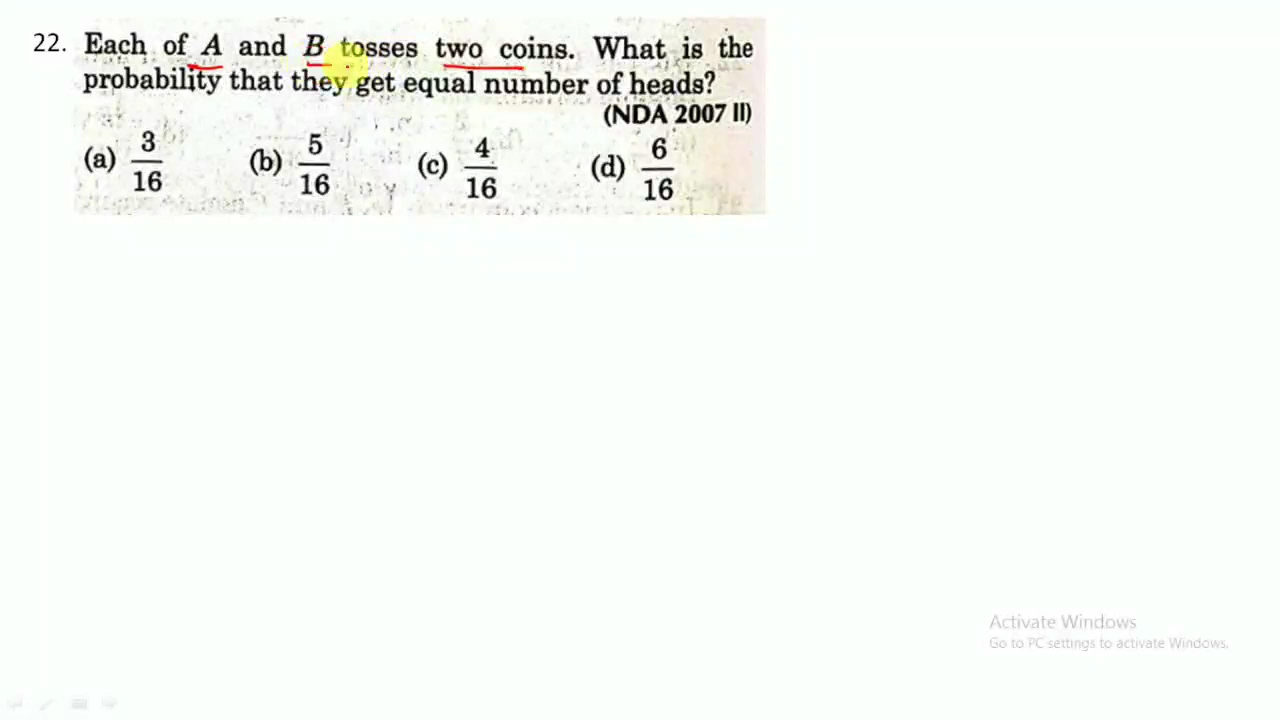 22. Each of A and B tosses two coins. What is the
probability that they get equal number of heads?
(NDA 2007 II)
(a) 3/16 (b) 5/16 (c) 4/16 (d) 6/16
Activate Windows
Go to PC settings to activate Windows.